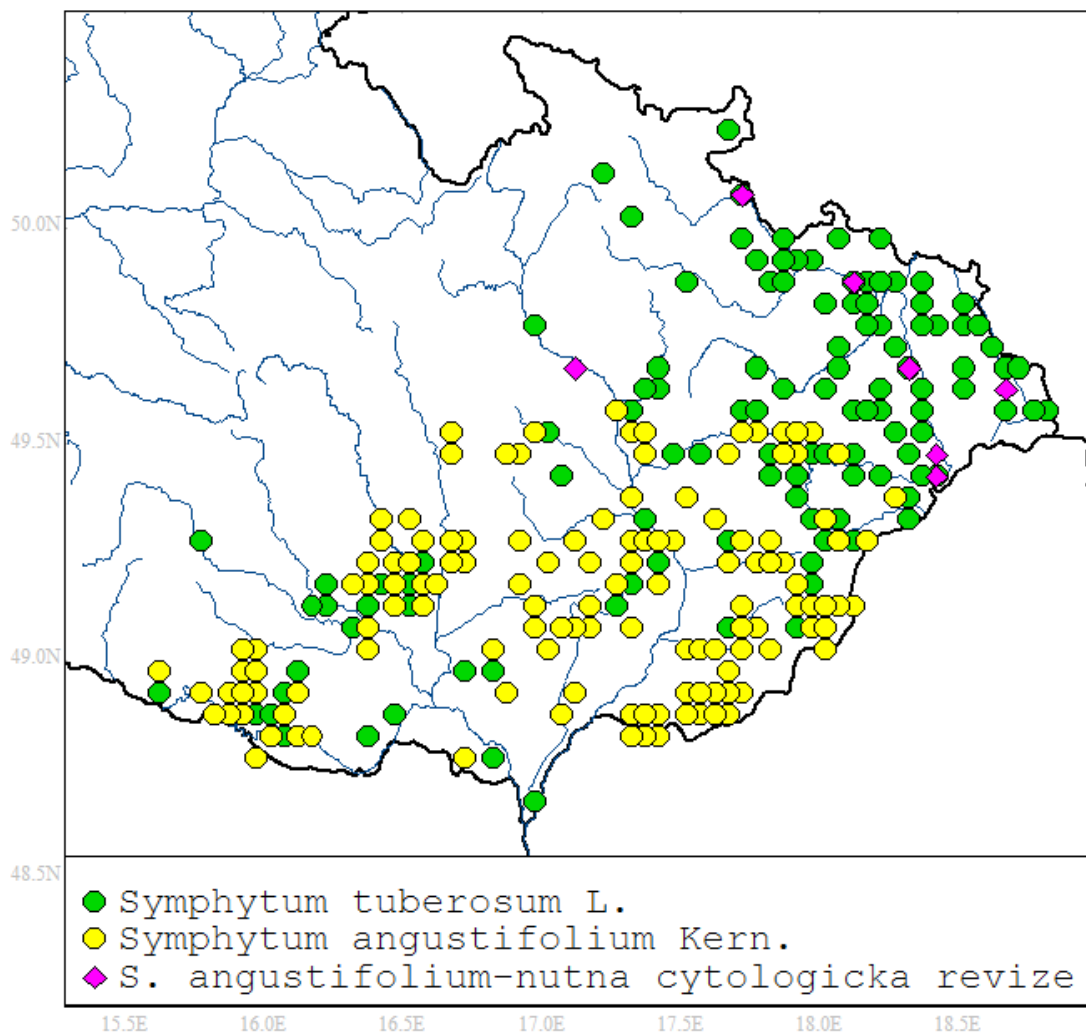 50.0N
49.5N
49.0N
48.5N
Symphytum tuberosum L.
Symphytum angustifolium Kern.
S. angustifolium-nutna cytologicka revize
15.5E 16.0E 16.5E 17.0E 17.5E 18.0E 18.5E